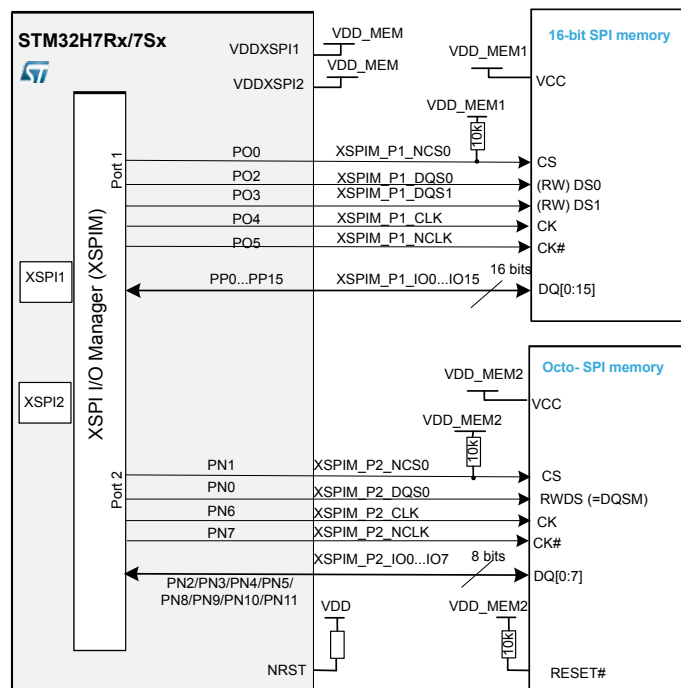 STM32H7Rx/7Sx
ST
VDDXSPI1
VDD_MEM
VDDXSPI2
VDD_MEM
16-bit SPI memory
VDD_MEM1
VCC
VDD_MEM1
10k
XSPI I/O Manager (XSPIM)
Port 1
PO0 XSPIM_P1_NCS0 CS
PO2 XSPIM_P1_DQS0 (RW) DS0
PO3 XSPIM_P1_DQS1 (RW) DS1
PO4 XSPIM_P1_CLK CK
PO5 XSPIM_P1_NCLK CK#
XSPI1
PP0...PP15 XSPIM_P1_IO0...IO15 16 bits DQ[0:15]
XSPI2
Octo- SPI memory
VDD_MEM2
VCC
VDD_MEM2
10k
Port 2
PN1 XSPIM_P2_NCS0 CS
PN0 XSPIM_P2_DQS0 RWDS (=DQSM)
PN6 XSPIM_P2_CLK CK
PN7 XSPIM_P2_NCLK CK#
XSPIM_P2_IO0...IO7 8 bits DQ[0:7]
PN2/PN3/PN4/PN5/
PN8/PN9/PN10/PN11
VDD
VDD_MEM2
10k
NRST
RESET#